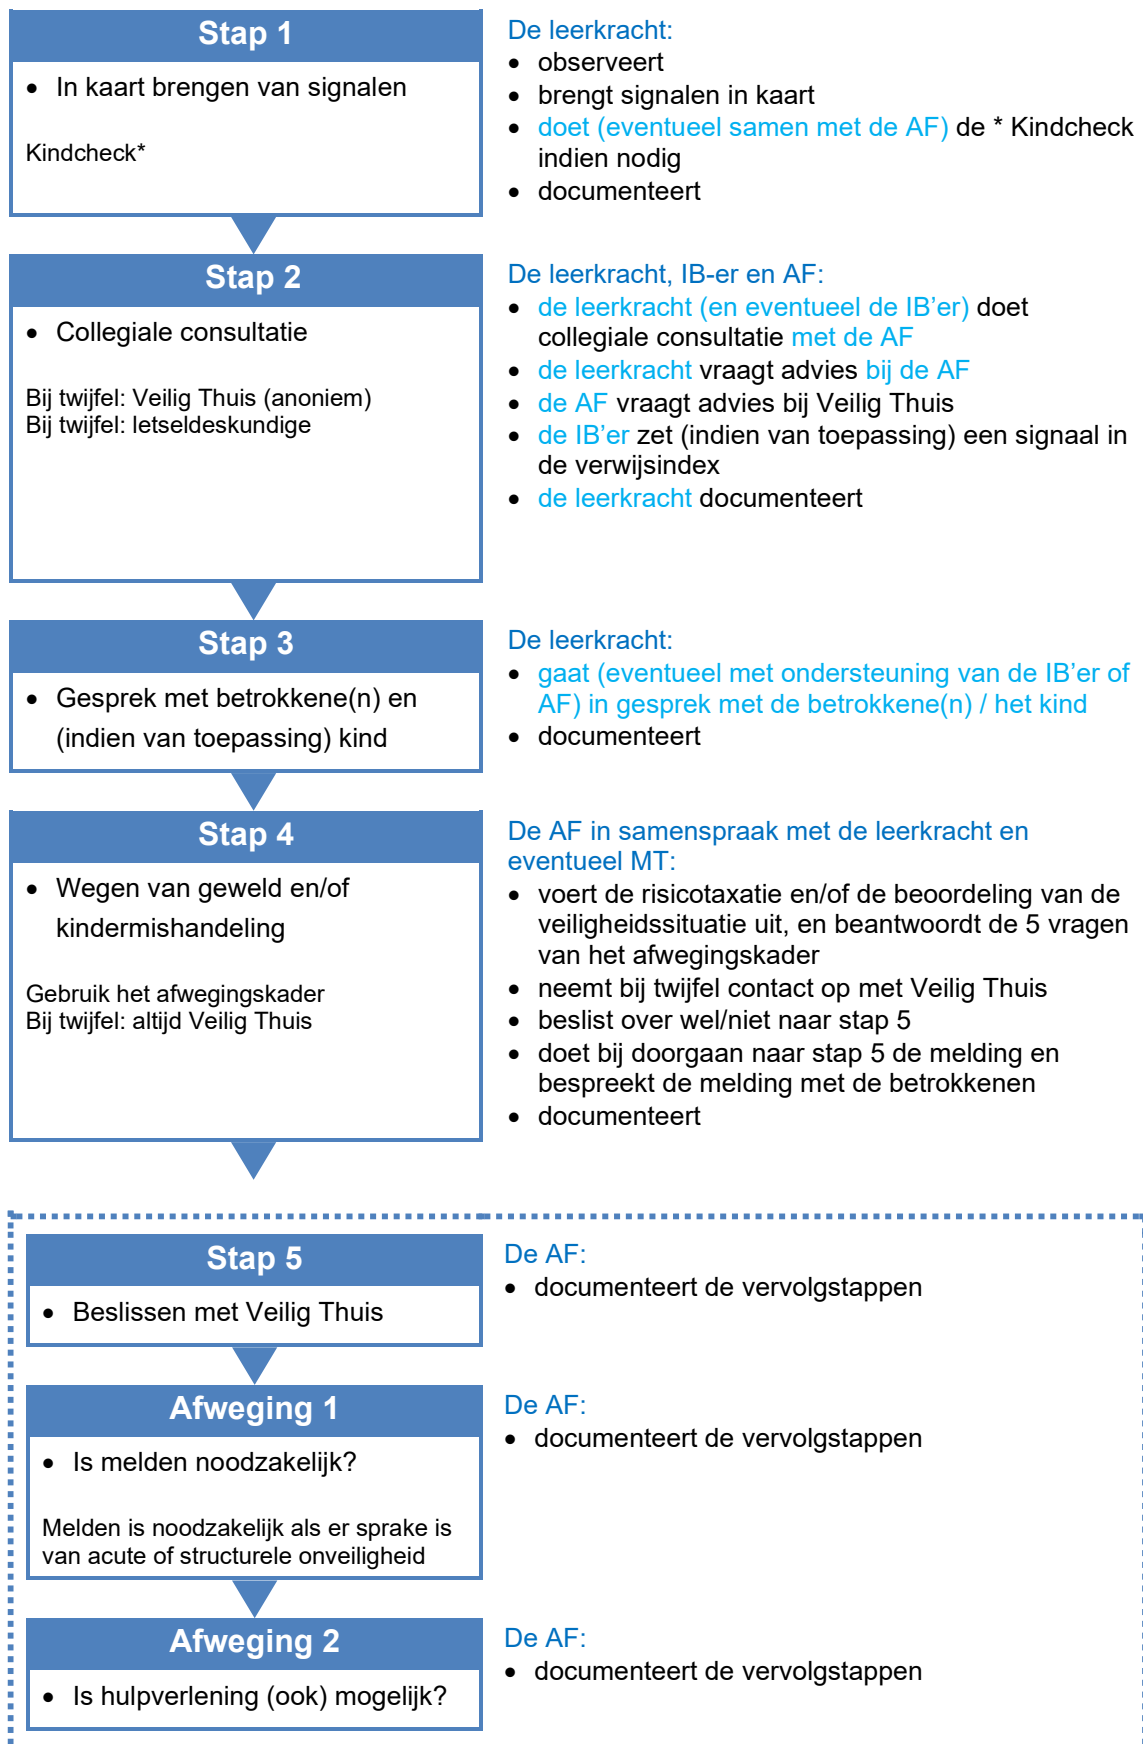 Stap 1
• In kaart brengen van signalen
Kindcheck*
De leerkracht:
• observeert
• brengt signalen in kaart
• doet (eventueel samen met de AF) de * Kindcheck
indien nodig
• documenteert
Stap 2
• Collegiale consultatie
Bij twijfel: Veilig Thuis (anoniem)
Bij twijfel: letseldeskundige
De leerkracht, IB-er en AF:
• de leerkracht (en eventueel de IB’er) doet
collegiale consultatie met de AF
• de leerkracht vraagt advies bij de AF
• de AF vraagt advies bij Veilig Thuis
• de IB’er zet (indien van toepassing) een signaal in
de verwijsindex
• de leerkracht documenteert
Stap 3
• Gesprek met betrokkene(n) en
(indien van toepassing) kind
De leerkracht:
• gaat (eventueel met ondersteuning van de IB’er of
AF) in gesprek met de betrokkene(n) / het kind
• documenteert
Stap 4
• Wegen van geweld en/of
kindermishandeling
Gebruik het afwegingskader
Bij twijfel: altijd Veilig Thuis
De AF in samenspraak met de leerkracht en
eventueel MT:
• voert de risicotaxatie en/of de beoordeling van de
veiligheidssituatie uit, en beantwoordt de 5 vragen
van het afwegingskader
• neemt bij twijfel contact op met Veilig Thuis
• beslist over wel/niet naar stap 5
• doet bij doorgaan naar stap 5 de melding en
bespreekt de melding met de betrokkenen
• documenteert
Stap 5
• Beslissen met Veilig Thuis
De AF:
• documenteert de vervolgstappen
Afweging 1
• Is melden noodzakelijk?
Melden is noodzakelijk als er sprake is
van acute of structurele onveiligheid
De AF:
• documenteert de vervolgstappen
Afweging 2
• Is hulpverlening (ook) mogelijk?
De AF:
• documenteert de vervolgstappen